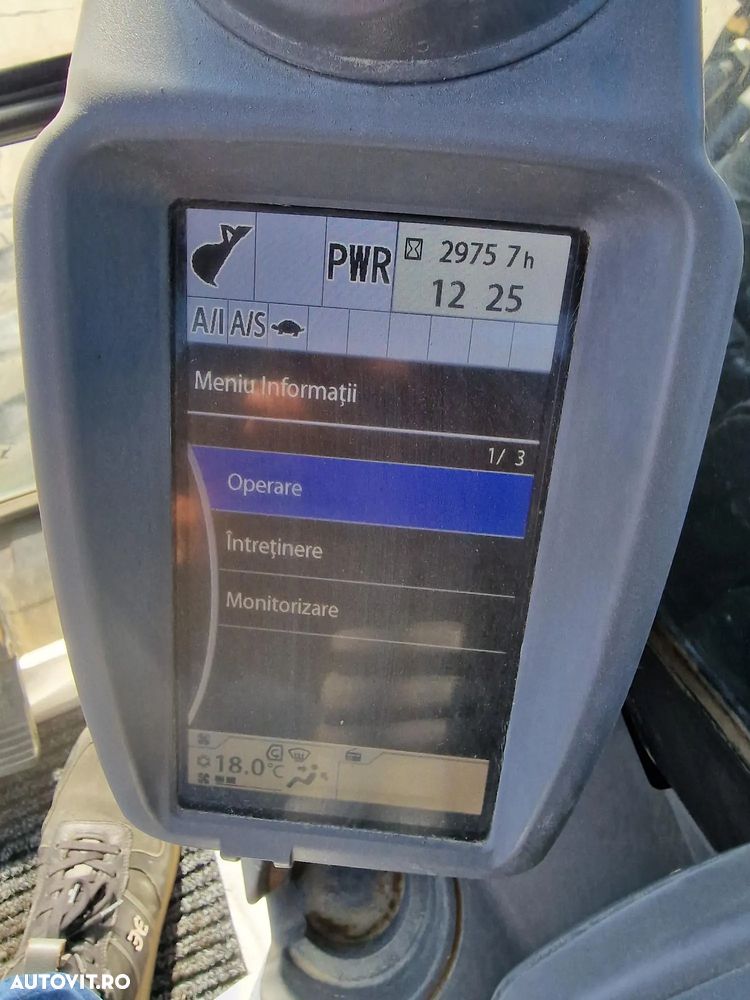 PWR
2975 7h
12 25
A/I A/S
Meniu Informații
1/ 3
Operare
Întreținere
Monitorizare
18.0°C
AUTOVIT.RO